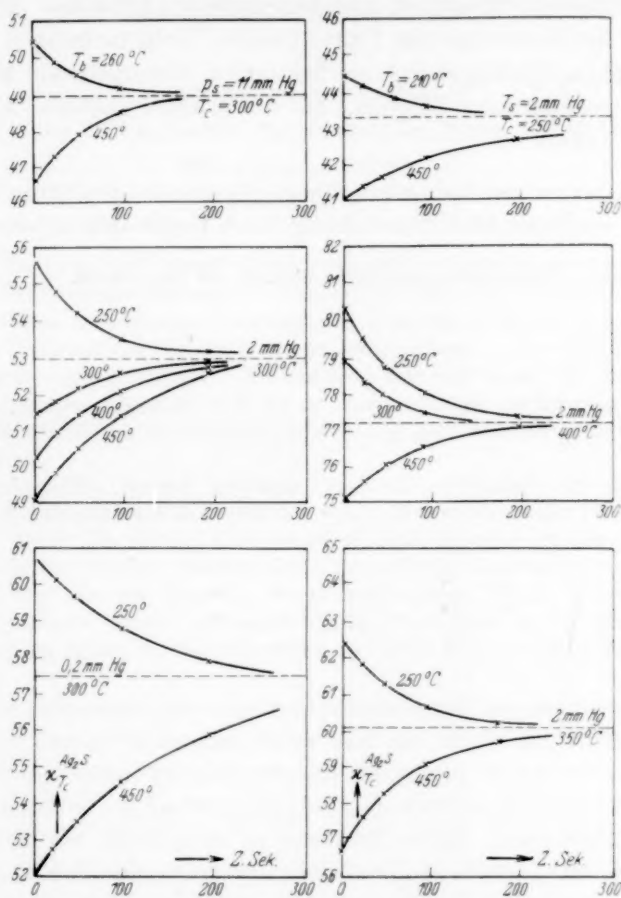 51
50
49
48
47
46
T_b = 260°C
p_s = 11 mm Hg
T_c = 300°C
450°
0 100 200 300
46
45
44
43
42
41
T_b = 210°C
T_s = 2 mm Hg
T_c = 250°C
450°
0 100 200 300
56
55
54
53
52
51
50
49
250°C
2 mm Hg
300°C
300°
400°C
450°C
0 100 200 300
82
81
80
79
78
77
76
75
250°C
300°
2 mm Hg
400°C
450°C
0 100 200 300
61
60
59
58
57
56
55
54
53
52
250°
0,2 mm Hg
300°C
450°
ϰ Ag₂S T_c
Z. Sek.
0 100 200 300
65
64
63
62
61
60
59
58
57
56
250°C
2 mm Hg
350°C
450°
ϰ Ag₂S T_c
Z. Sek.
0 100 200 300